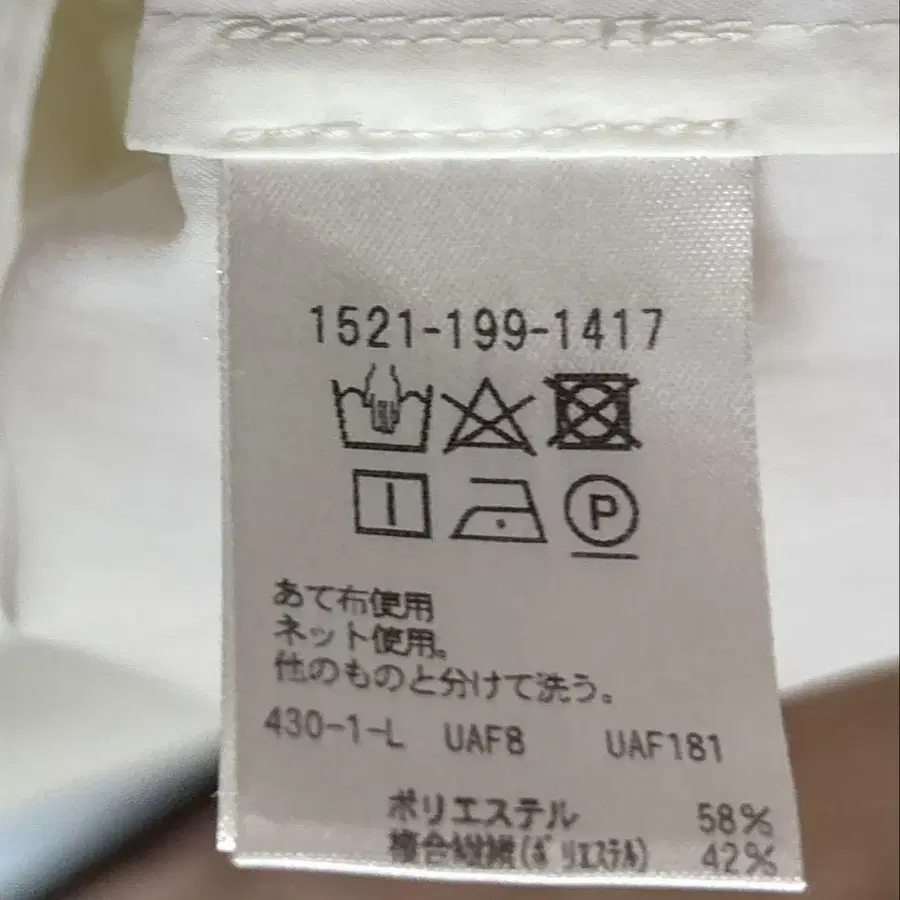 1521-199-1417
P
あて布使用
ネット使用。
他のものと分けて洗う。
430-1-L UAF8 UAF181
ポリエステル 58%
複合繊維(ポリエステル) 42%